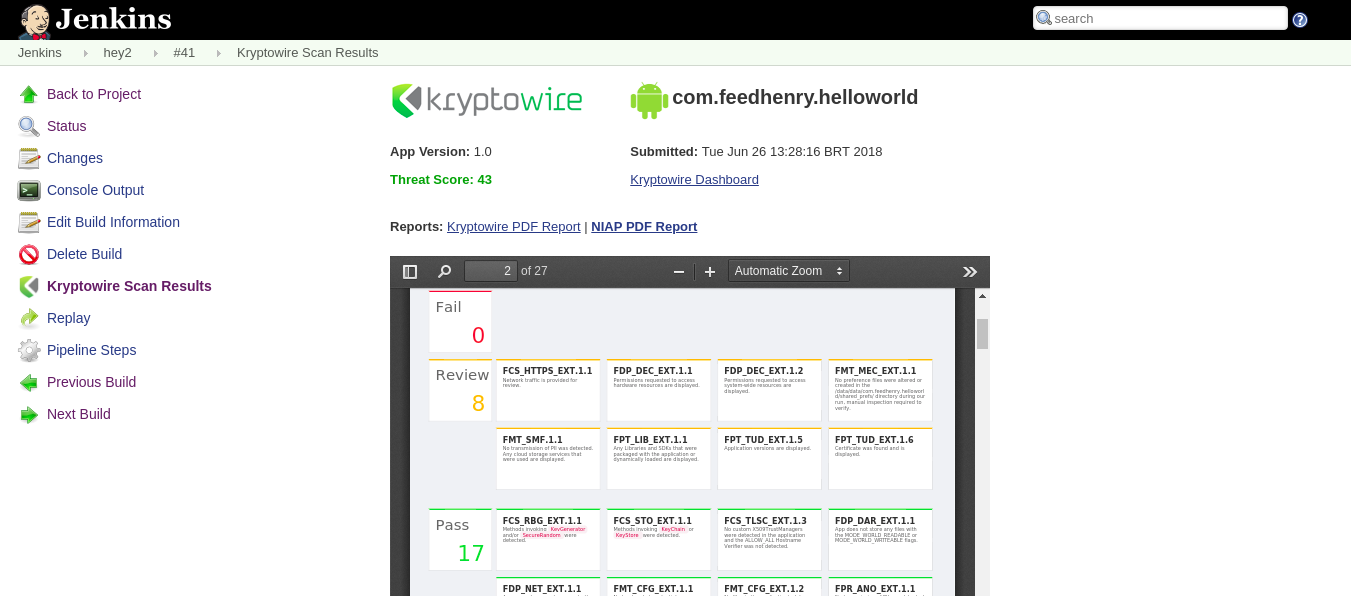 Jenkins
search
Jenkins hey2 #41 Kryptowire Scan Results
Back to Project
Status
Changes
Console Output
Edit Build Information
Delete Build
Kryptowire Scan Results
Replay
Pipeline Steps
Previous Build
Next Build
kryptowire
com.feedhenry.helloworld
App Version: 1.0
Submitted: Tue Jun 26 13:28:16 BRT 2018
Threat Score: 43
Kryptowire Dashboard
Reports: Kryptowire PDF Report | NIAP PDF Report
2 of 27
Automatic Zoom
Fail
0
Review
8
FCS_HTTPS_EXT.1.1
Network traffic is provided for
review.
FDP_DEC_EXT.1.1
Permissions requested to access
hardware resources are displayed.
FDP_DEC_EXT.1.2
Permissions requested to access
system-wide resources are
displayed.
FMT_MEC_EXT.1.1
No preference files were altered or
created in the
/data/data/com.feedhenry.helloworl
d/shared_prefs/ directory during our
run, manual inspection required to
verify.
FMT_SMF.1.1
No transmission of PII was detected.
Any cloud storage services that
were used are displayed.
FPT_LIB_EXT.1.1
Any Libraries and SDKs that were
packaged with the application or
dynamically loaded are displayed.
FPT_TUD_EXT.1.5
Application versions are displayed.
FPT_TUD_EXT.1.6
Certificate was found and is
displayed.
Pass
17
FCS_RBG_EXT.1.1
Methods invoking KeyGenerator
and/or SecureRandom were
detected.
FCS_STO_EXT.1.1
Methods invoking KeyChain or
KeyStore were detected.
FCS_TLSC_EXT.1.3
No custom X509TrustManagers
were detected in the application
and the ALLOW_ALL Hostname
Verifier was not detected.
FDP_DAR_EXT.1.1
App does not store any files with
the MODE_WORLD_READABLE or
MODE_WORLD_WRITEABLE flags.
FDP_NET_EXT.1.1
FMT_CFG_EXT.1.1
FMT_CFG_EXT.1.2
FPR_ANO_EXT.1.1